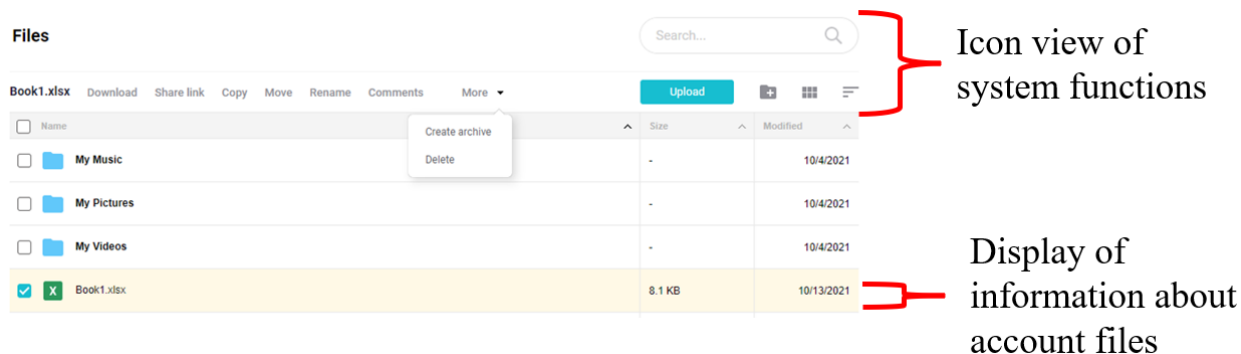 Files
Search...
Icon view of
system functions
Book1.xlsx Download Share link Copy Move Rename Comments More Upload
Name Size Modified
Create archive
Delete
My Music - 10/4/2021
My Pictures - 10/4/2021
My Videos - 10/4/2021
X Book1.xlsx 8.1 KB 10/13/2021
Display of
information about
account files